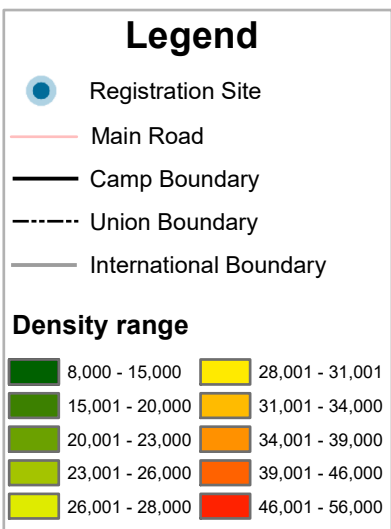 Legend
Registration Site
Main Road
Camp Boundary
Union Boundary
International Boundary
Density range
8,000 - 15,000
28,001 - 31,001
15,001 - 20,000
31,001 - 34,000
20,001 - 23,000
34,001 - 39,000
23,001 - 26,000
39,001 - 46,000
26,001 - 28,000
46,001 - 56,000